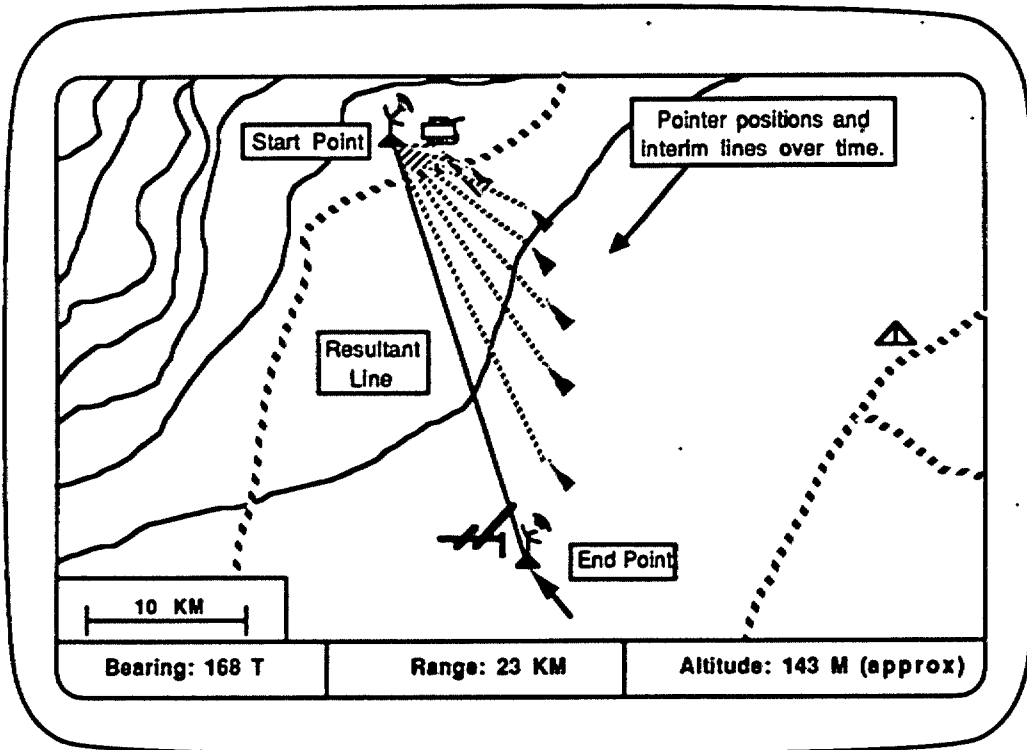 Start Point
Pointer positions and
interim lines over time.
Resultant
Line
End Point
10 KM
Bearing: 168 T
Range: 23 KM
Altitude: 143 M (approx)